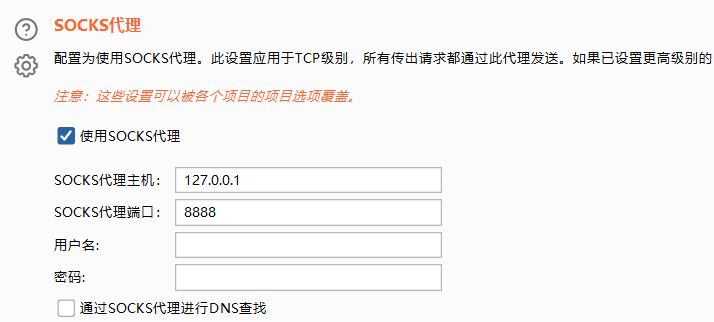 SOCKS代理
配置为使用SOCKS代理。此设置应用于TCP级别，所有传出请求都通过此代理发送。如果已设置更高级别的
注意：这些设置可以被各个项目的项目选项覆盖。
使用SOCKS代理
SOCKS代理主机： 127.0.0.1
SOCKS代理端口： 8888
用户名:
密码:
通过SOCKS代理进行DNS查找